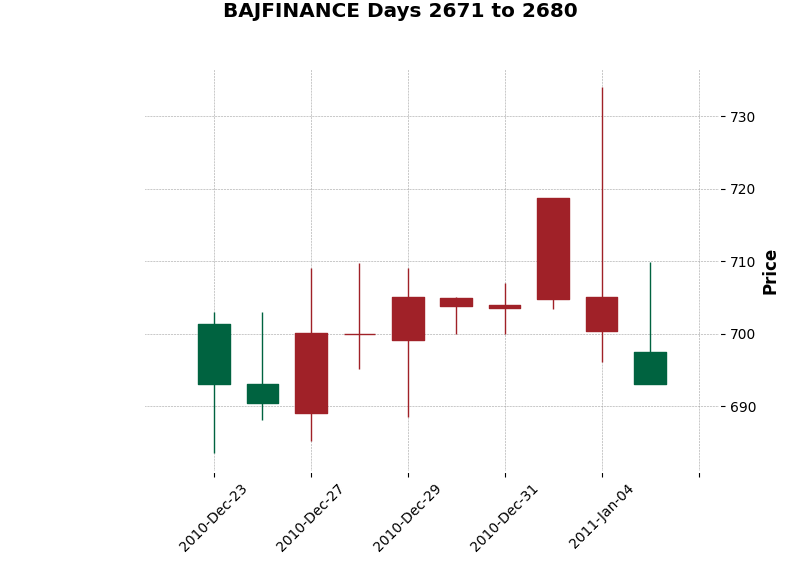 BAJFINANCE Days 2671 to 2680
730
720
710
700
690
Price
2010-Dec-23
2010-Dec-27
2010-Dec-29
2010-Dec-31
2011-Jan-04